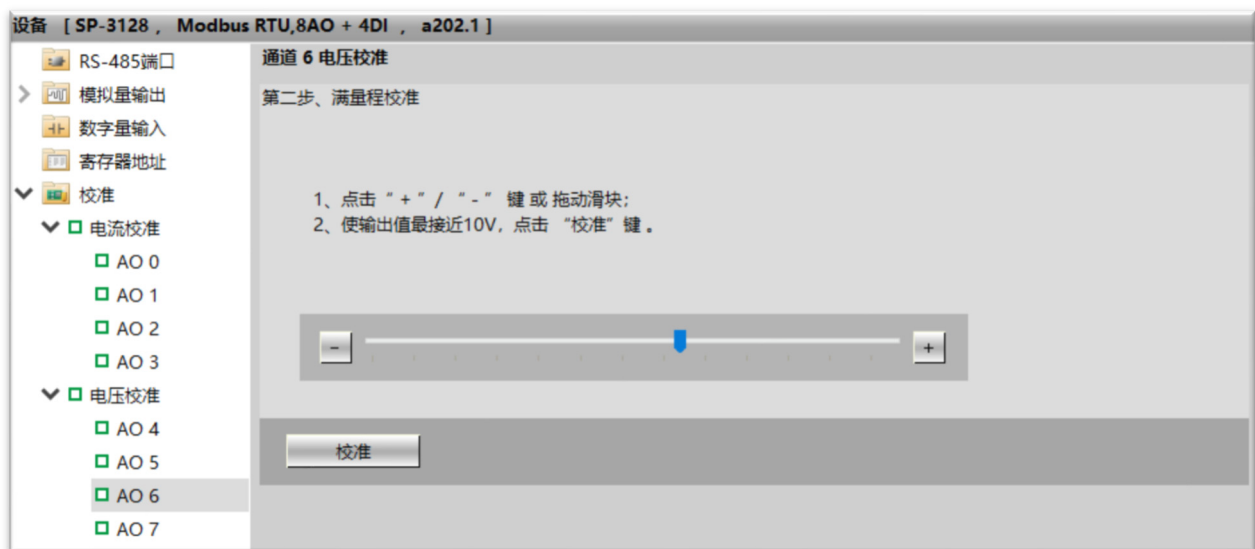 设备 [ SP-3128 , Modbus RTU,8AO + 4DI , a202.1 ]
RS-485端口
模拟量输出
数字量输入
寄存器地址
校准
电流校准
AO 0
AO 1
AO 2
AO 3
电压校准
AO 4
AO 5
AO 6
AO 7
通道 6 电压校准
第二步、满量程校准
1、点击“ + ” / “ - ” 键 或 拖动滑块；
2、使输出值最接近10V，点击 “校准” 键 。
-
+
校准